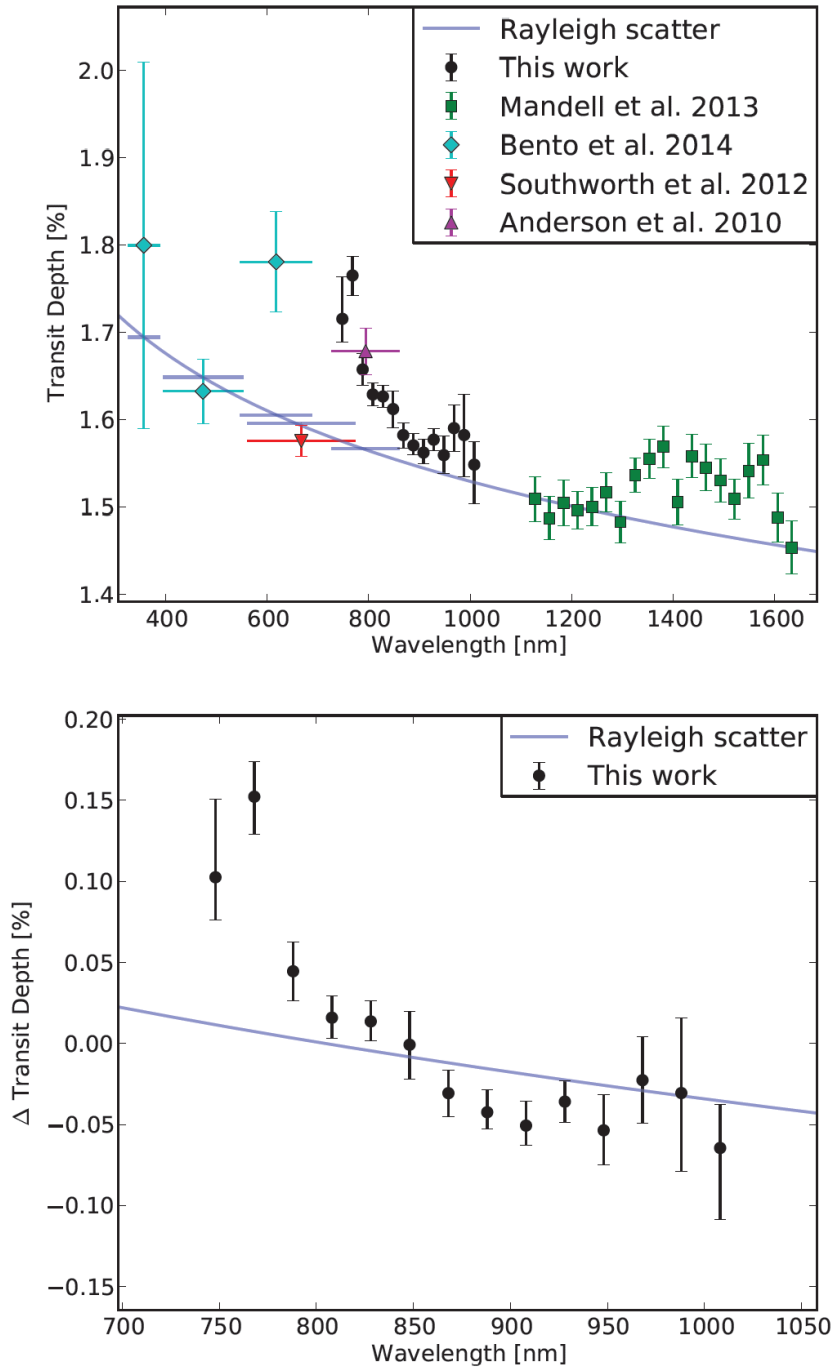 Rayleigh scatter
This work
Mandell et al. 2013
Bento et al. 2014
Southworth et al. 2012
Anderson et al. 2010
Transit Depth [%]
2.0
1.9
1.8
1.7
1.6
1.5
1.4
400 600 800 1000 1200 1400 1600
Wavelength [nm]
Rayleigh scatter
This work
Δ Transit Depth [%]
0.20
0.15
0.10
0.05
0.00
−0.05
−0.10
−0.15
700 750 800 850 900 950 1000 1050
Wavelength [nm]